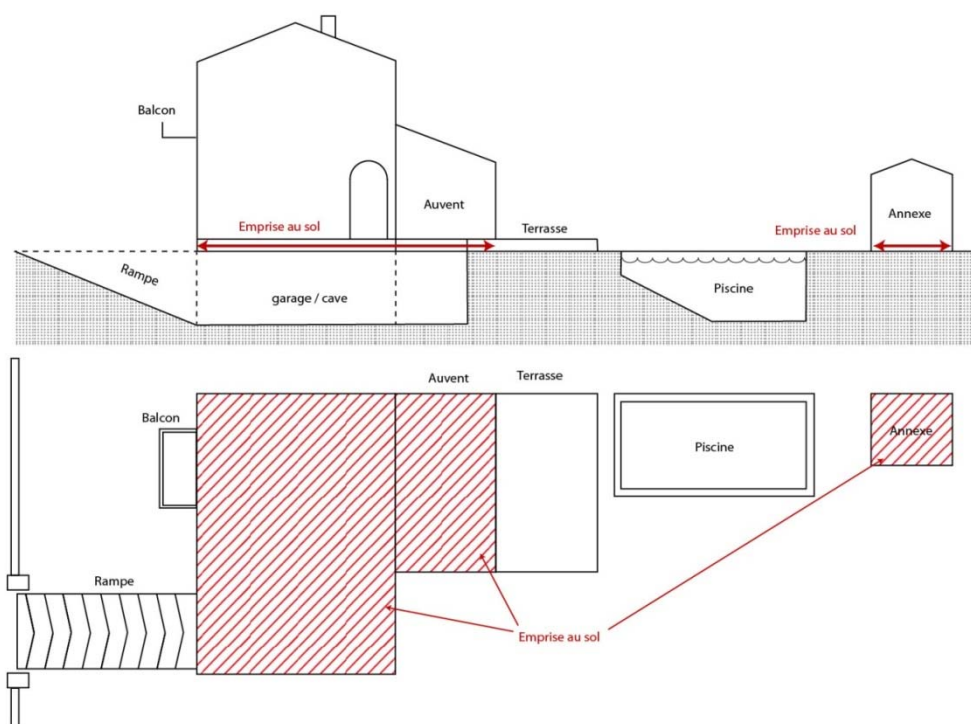 Balcon
Auvent
Annexe
Emprise au sol
Terrasse
Emprise au sol
Rampe
garage / cave
Piscine
Auvent
Terrasse
Balcon
Annexe
Piscine
Rampe
Emprise au sol